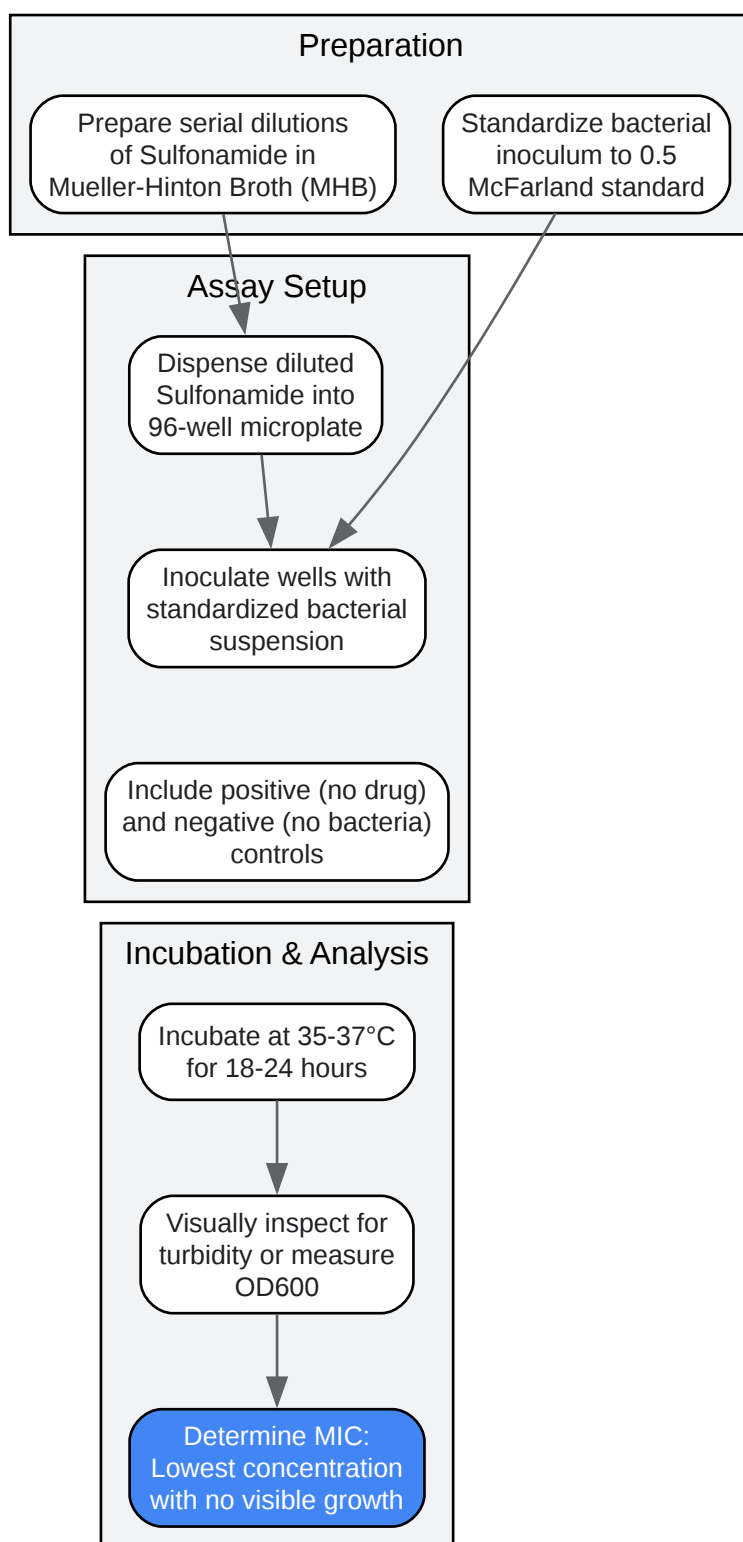 Preparation
Prepare serial dilutions
of Sulfonamide in
Mueller-Hinton Broth (MHB)
Standardize bacterial
inoculum to 0.5
McFarland standard
Assay Setup
Dispense diluted
Sulfonamide into
96-well microplate
Inoculate wells with
standardized bacterial
suspension
Include positive (no drug)
and negative (no bacteria)
controls
Incubation & Analysis
Incubate at 35-37°C
for 18-24 hours
Visually inspect for
turbidity or measure
OD600
Determine MIC:
Lowest concentration
with no visible growth